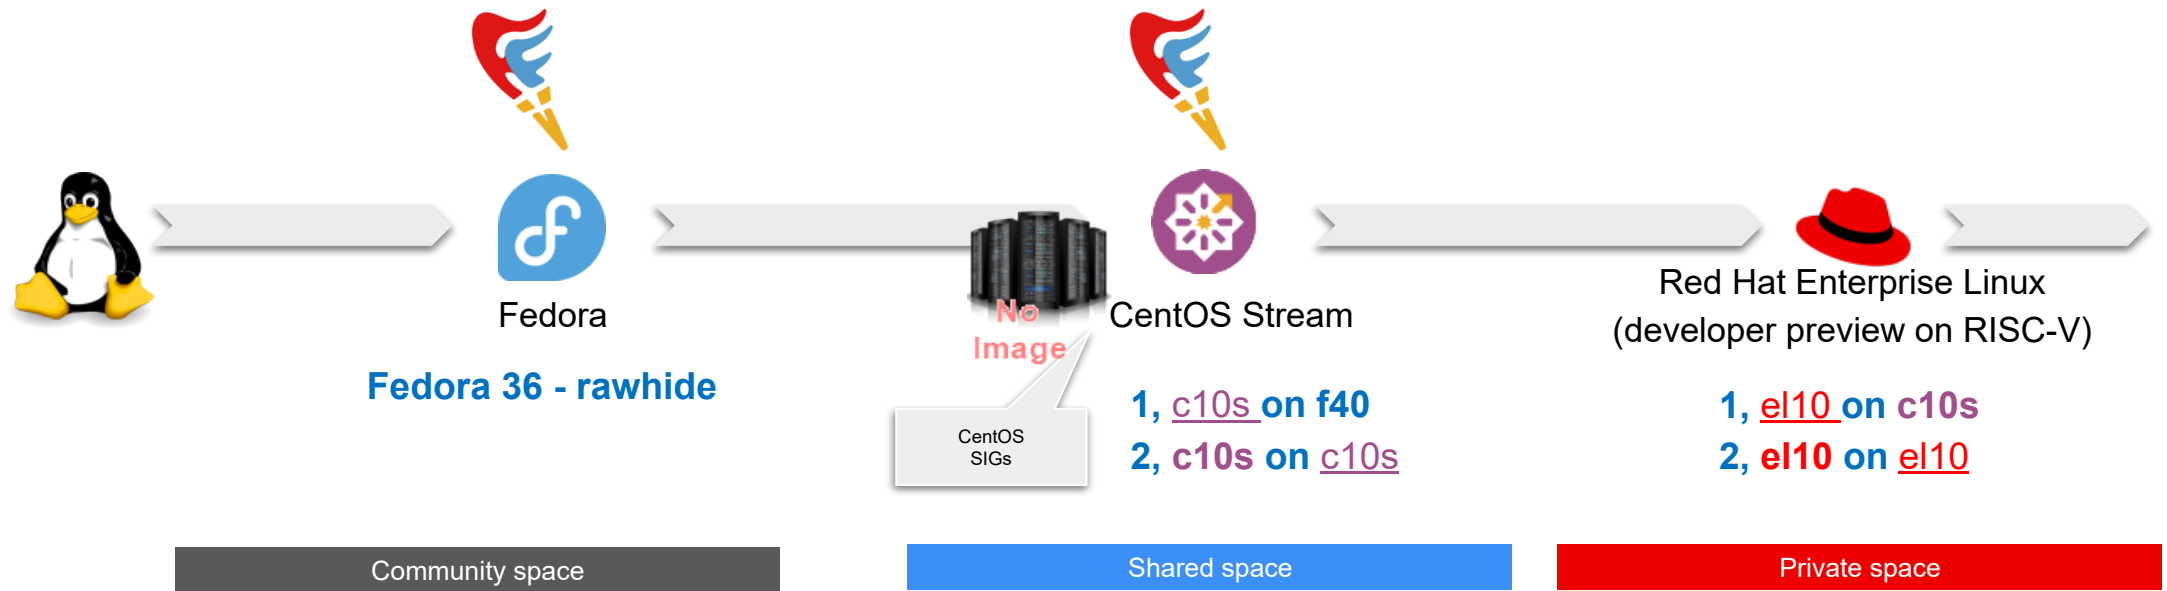 Fedora
Fedora 36 - rawhide
No
Image
CentOS Stream
CentOS
SIGs
1, c10s on f40
2, c10s on c10s
Red Hat Enterprise Linux
(developer preview on RISC-V)
1, el10 on c10s
2, el10 on el10
Community space
Shared space
Private space